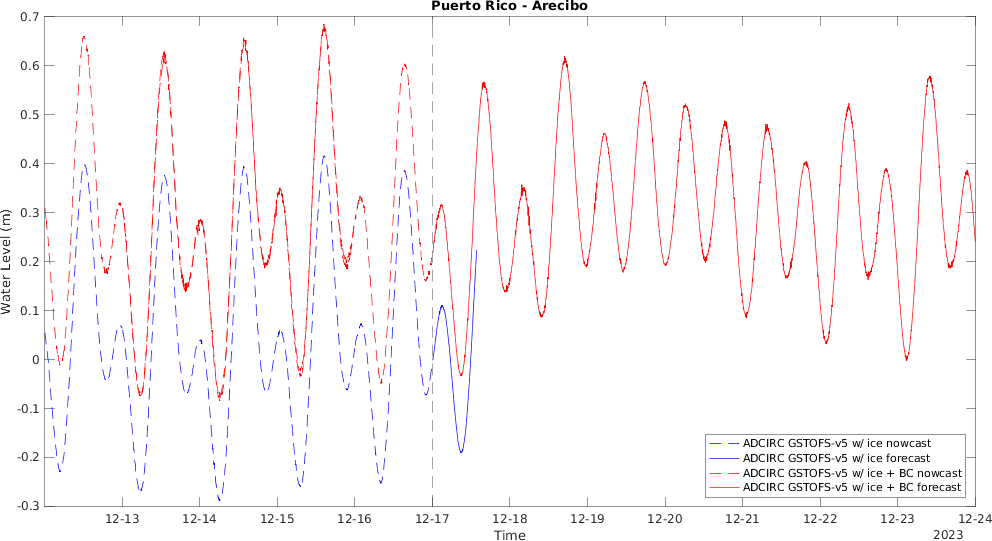 Puerto Rico - Arecibo
0.7
0.6
0.5
0.4
0.3
0.2
0.1
0
-0.1
-0.2
-0.3
Water Level (m)
ADCIRC GSTOFS-v5 w/ ice nowcast
ADCIRC GSTOFS-v5 w/ ice forecast
ADCIRC GSTOFS-v5 w/ ice + BC nowcast
ADCIRC GSTOFS-v5 w/ ice + BC forecast
12-13 12-14 12-15 12-16 12-17 12-18 12-19 12-20 12-21 12-22 12-23 12-24
Time
2023